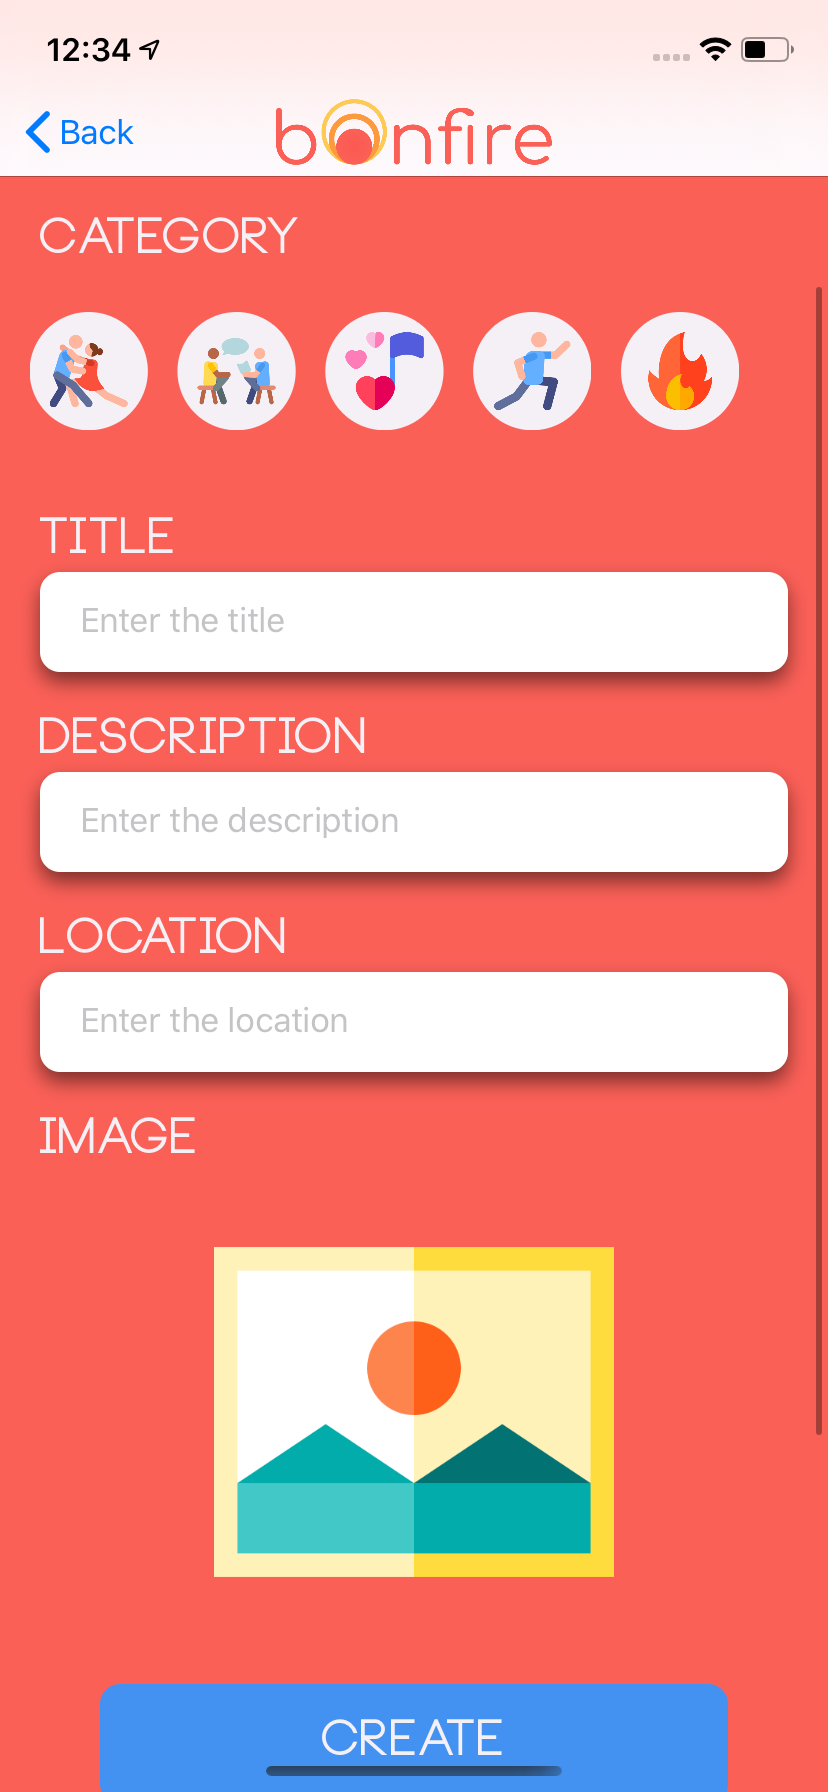 12:34
Back
bonfire
CATEGORY
TITLE
Enter the title
DESCRIPTION
Enter the description
LOCATION
Enter the location
IMAGE
CREATE